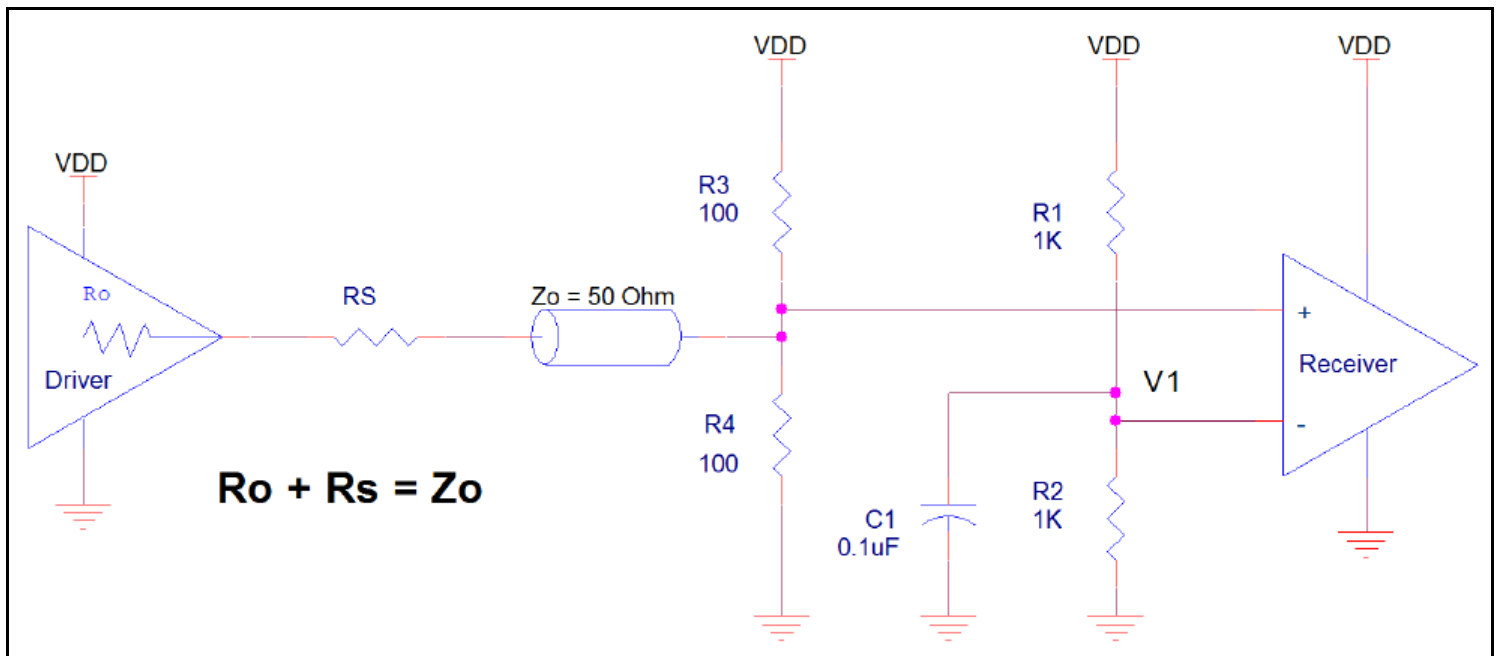 VDD
VDD
VDD
VDD
R3
100
R1
1K
Ro
RS
Zo = 50 Ohm
+
Driver
Receiver
V1
R4
100
-
Ro + Rs = Zo
C1
0.1uF
R2
1K